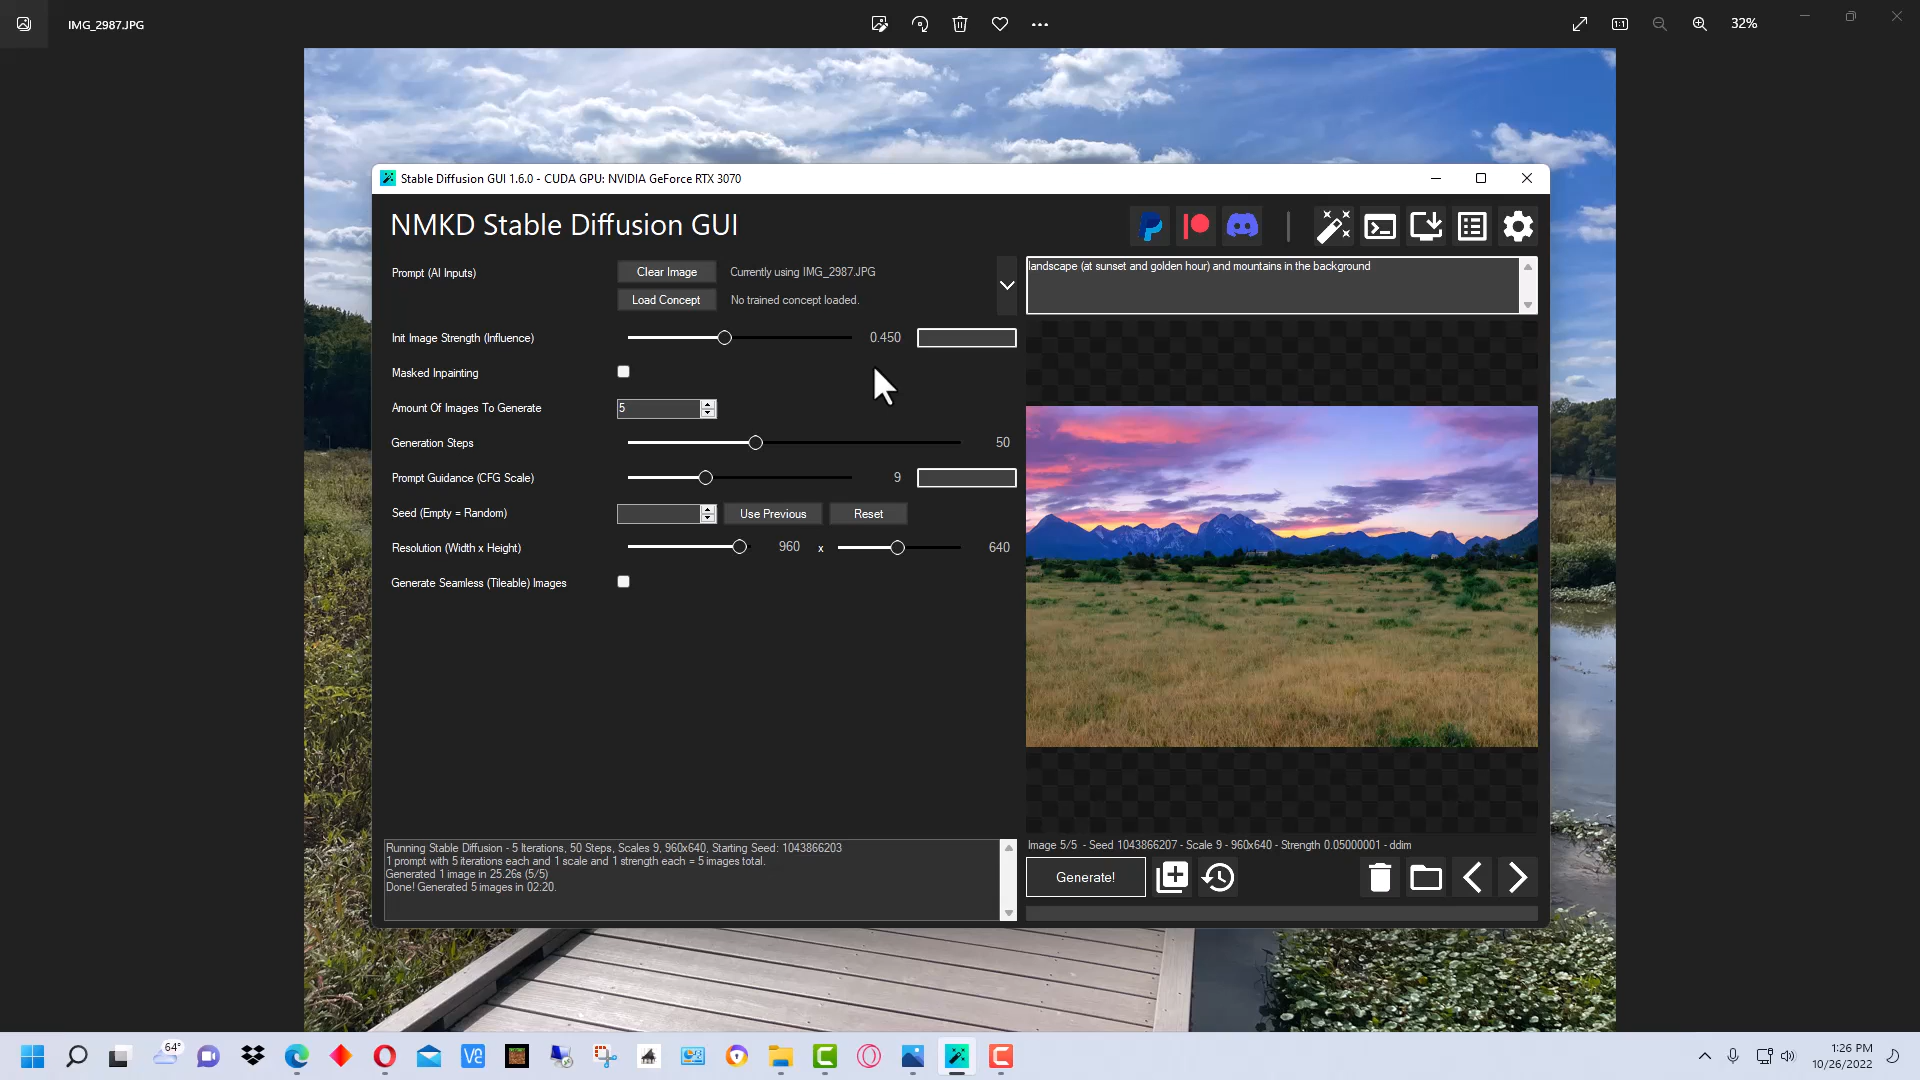 IMG_2987.JPG
32%
Stable Diffusion GUI 1.6.0 - CUDA GPU: NVIDIA GeForce RTX 3070
NMKD Stable Diffusion GUI
Prompt (AI Inputs)
Clear Image
Currently using IMG_2987.JPG
Load Concept
No trained concept loaded.
landscape (at sunset and golden hour) and mountains in the background
Init Image Strength (Influence)
0.450
Masked Inpainting
Amount Of Images To Generate
5
Generation Steps
50
Prompt Guidance (CFG Scale)
9
Seed (Empty = Random)
Use Previous
Reset
Resolution (Width x Height)
960
x
640
Generate Seamless (Tileable) Images
Running Stable Diffusion - 5 Iterations, 50 Steps, Scales 9, 960x640, Starting Seed: 1043866203
1 prompt with 5 iterations each and 1 scale and 1 strength each = 5 images total.
Generated 1 image in 25.26s (5/5)
Done! Generated 5 images in 02:20.
Image 5/5 - Seed 1043866207 - Scale 9 - 960x640 - Strength 0.05000001 - ddim
Generate!
64°
1:26 PM
10/26/2022